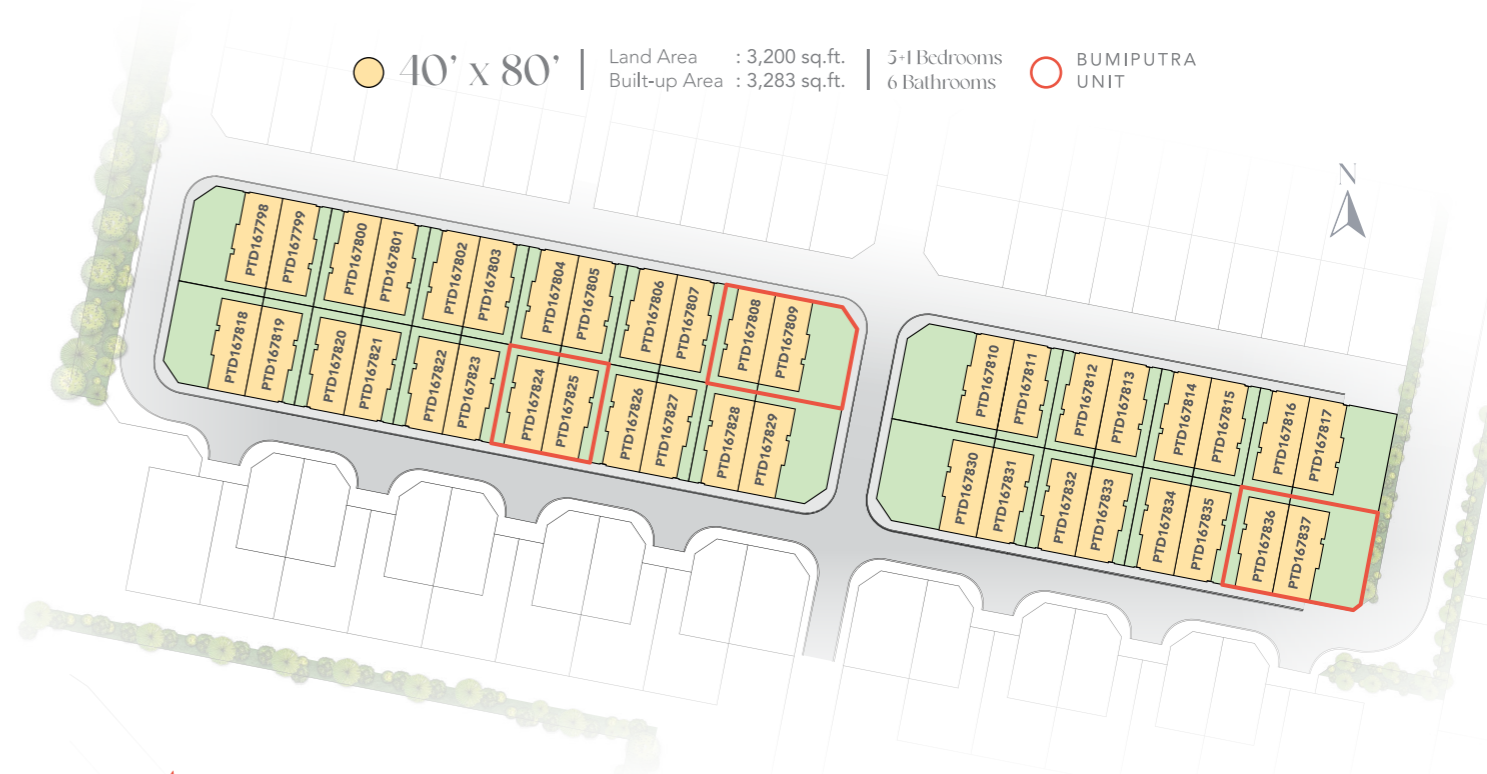 40' x 80'
Land Area : 3,200 sq.ft.
Built-up Area : 3,283 sq.ft.
5+1 Bedrooms
6 Bathrooms
BUMIPUTRA
UNIT
N
PTD167798
PTD167799
PTD167800
PTD167801
PTD167802
PTD167803
PTD167804
PTD167805
PTD167806
PTD167807
PTD167808
PTD167809
PTD167810
PTD167811
PTD167812
PTD167813
PTD167814
PTD167815
PTD167816
PTD167817
PTD167818
PTD167819
PTD167820
PTD167821
PTD167822
PTD167823
PTD167824
PTD167825
PTD167826
PTD167827
PTD167828
PTD167829
PTD167830
PTD167831
PTD167832
PTD167833
PTD167834
PTD167835
PTD167836
PTD167837